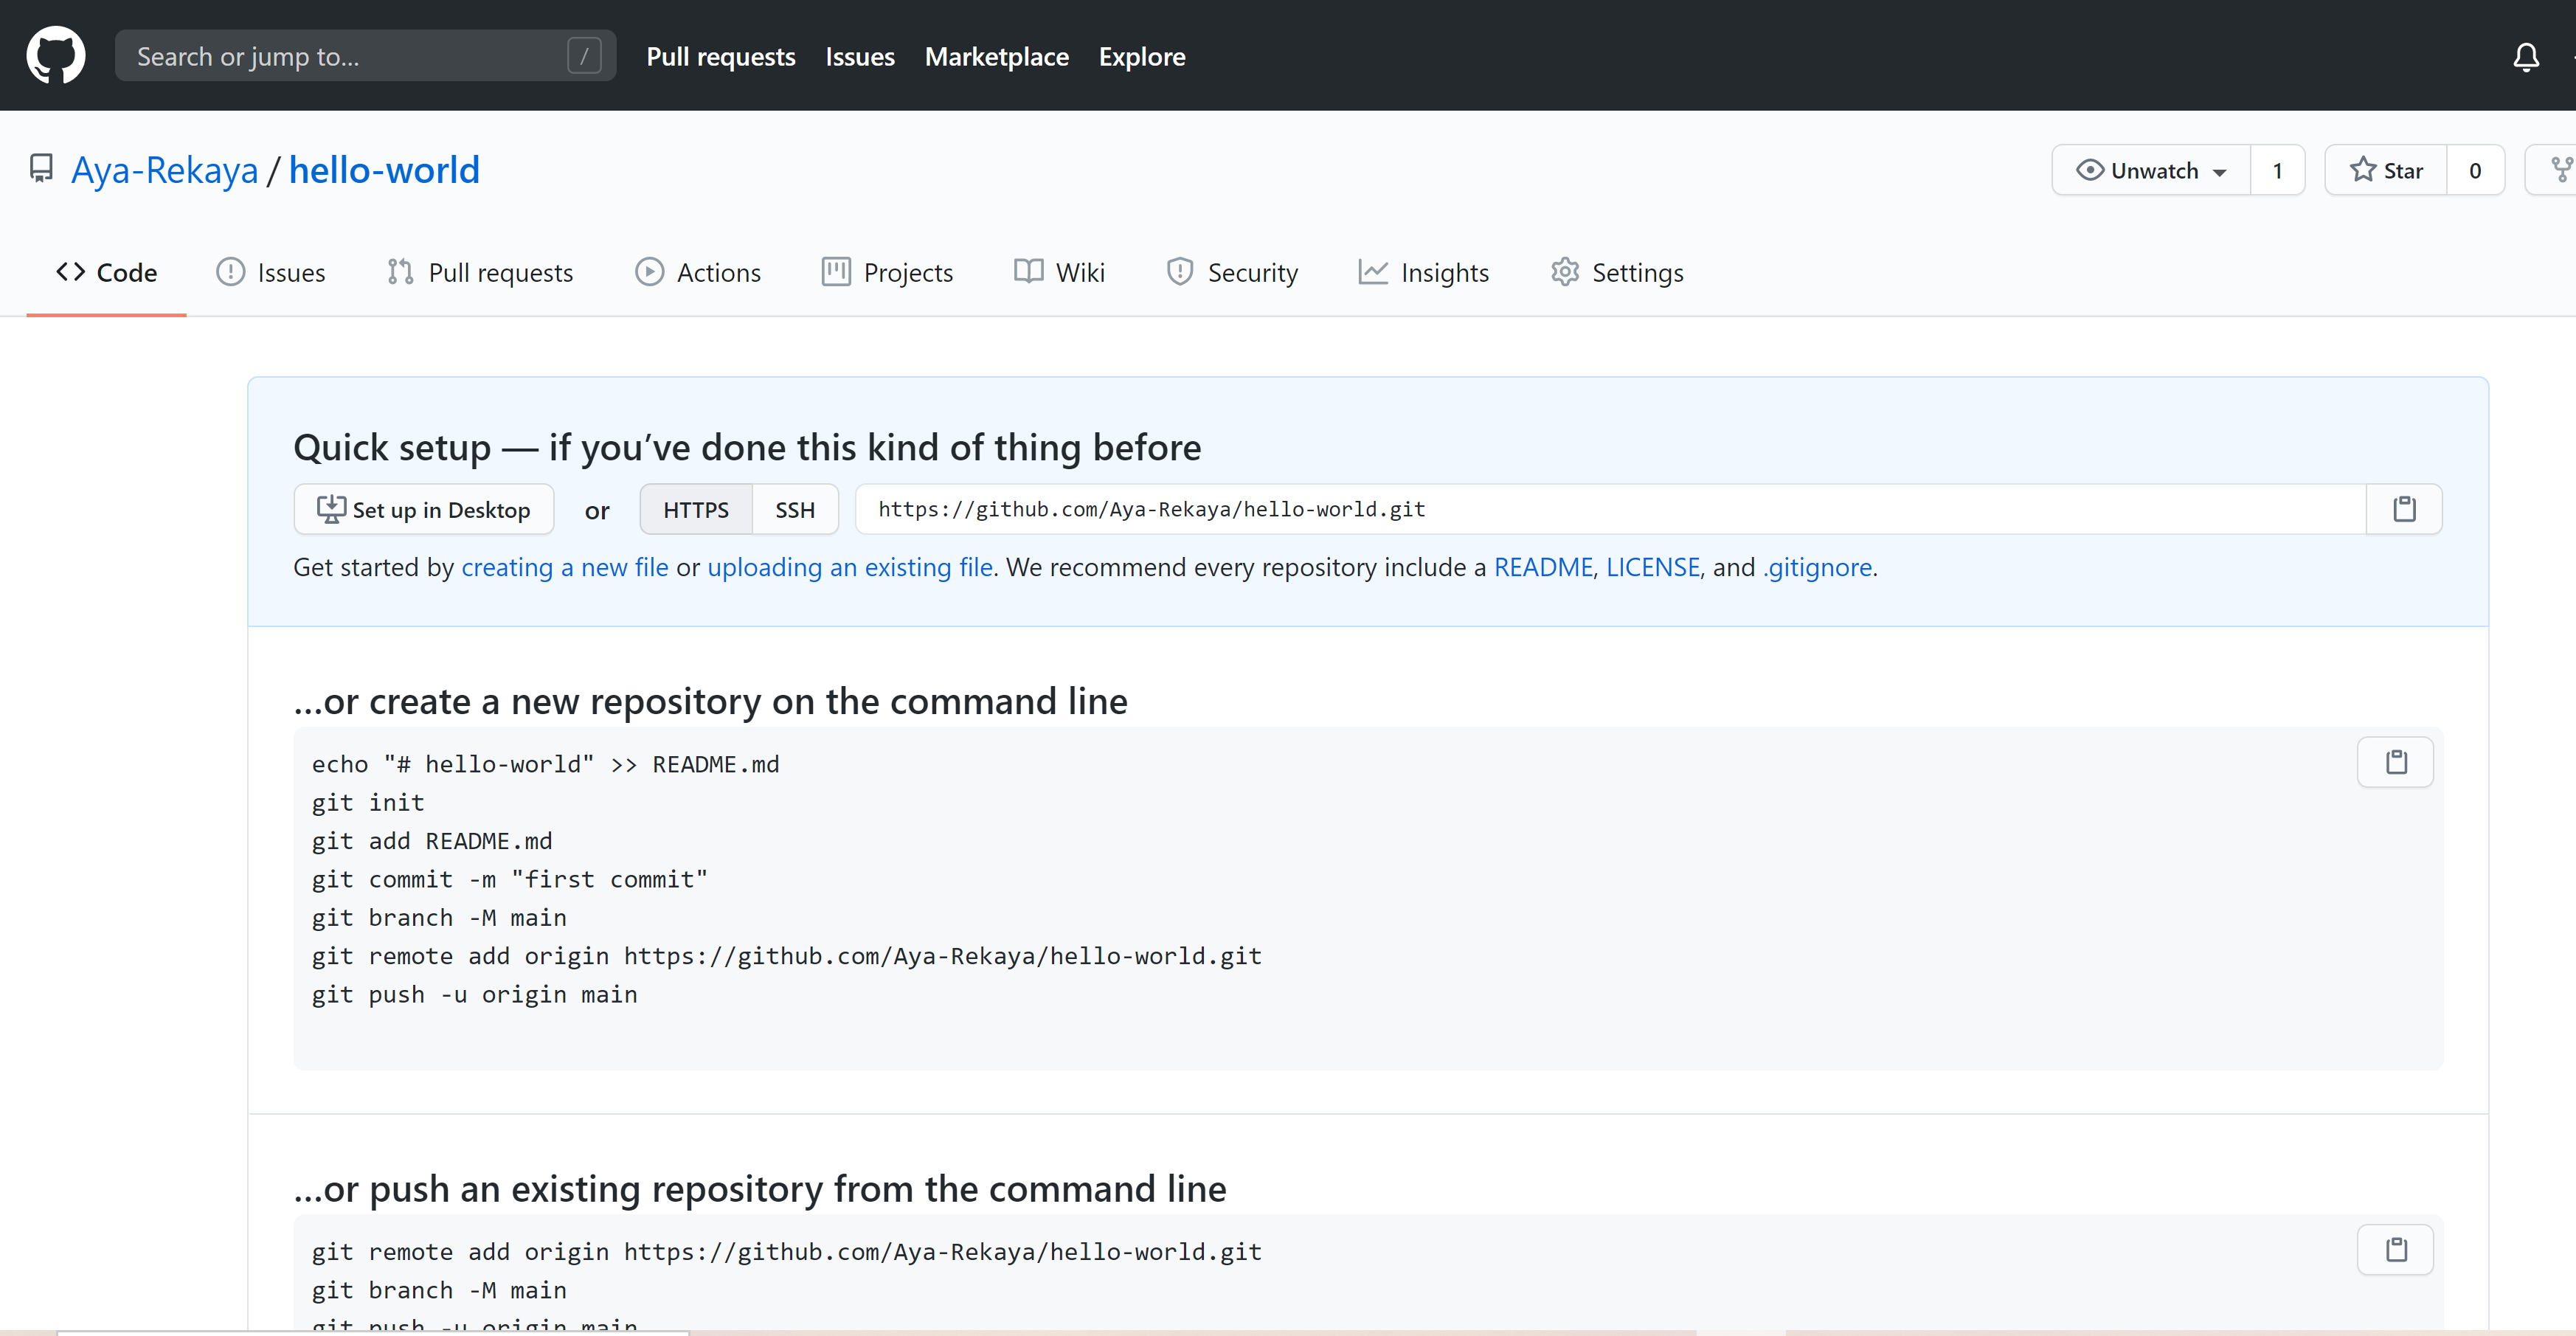 Search or jump to... / Pull requests Issues Marketplace Explore
Aya-Rekaya / hello-world Unwatch 1 Star 0
Code Issues Pull requests Actions Projects Wiki Security Insights Settings
Quick setup — if you’ve done this kind of thing before
Set up in Desktop or HTTPS SSH https://github.com/Aya-Rekaya/hello-world.git
Get started by creating a new file or uploading an existing file. We recommend every repository include a README, LICENSE, and .gitignore.
…or create a new repository on the command line
echo "# hello-world" >> README.md
git init
git add README.md
git commit -m "first commit"
git branch -M main
git remote add origin https://github.com/Aya-Rekaya/hello-world.git
git push -u origin main
…or push an existing repository from the command line
git remote add origin https://github.com/Aya-Rekaya/hello-world.git
git branch -M main
git push -u origin main